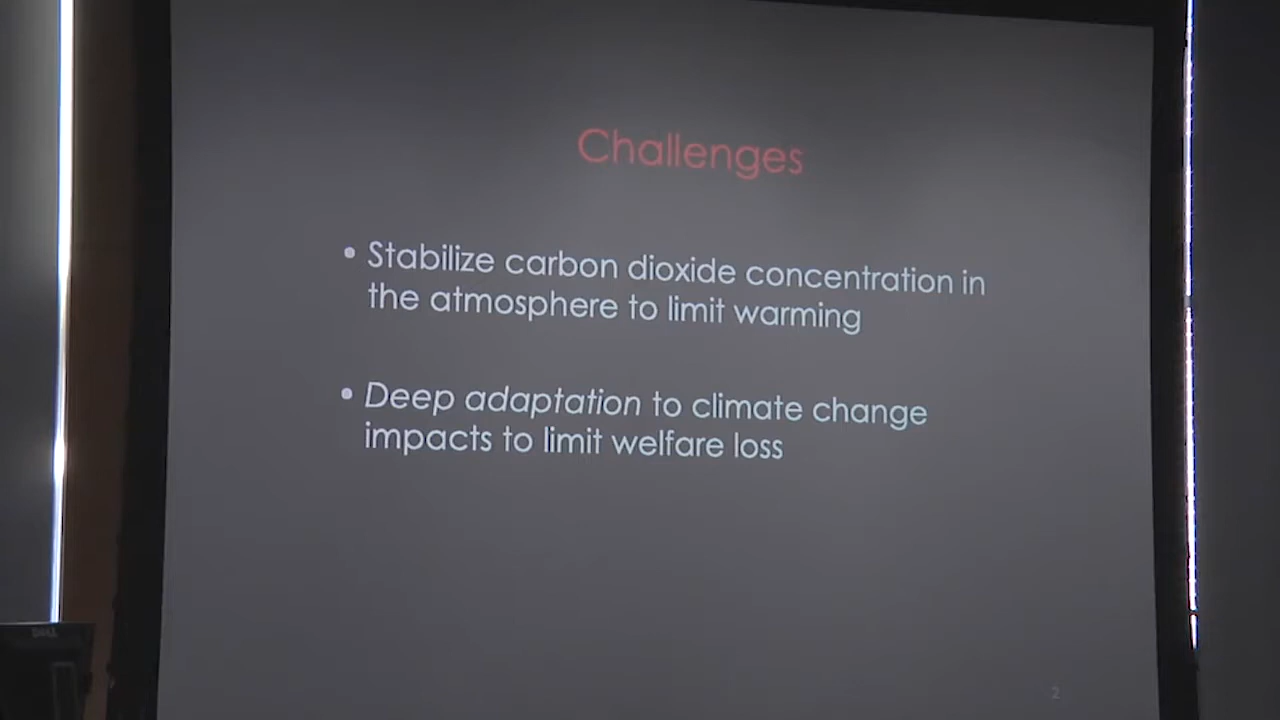 Challenges
• Stabilize carbon dioxide concentration in
the atmosphere to limit warming
• Deep adaptation to climate change
impacts to limit welfare loss
2
DELL